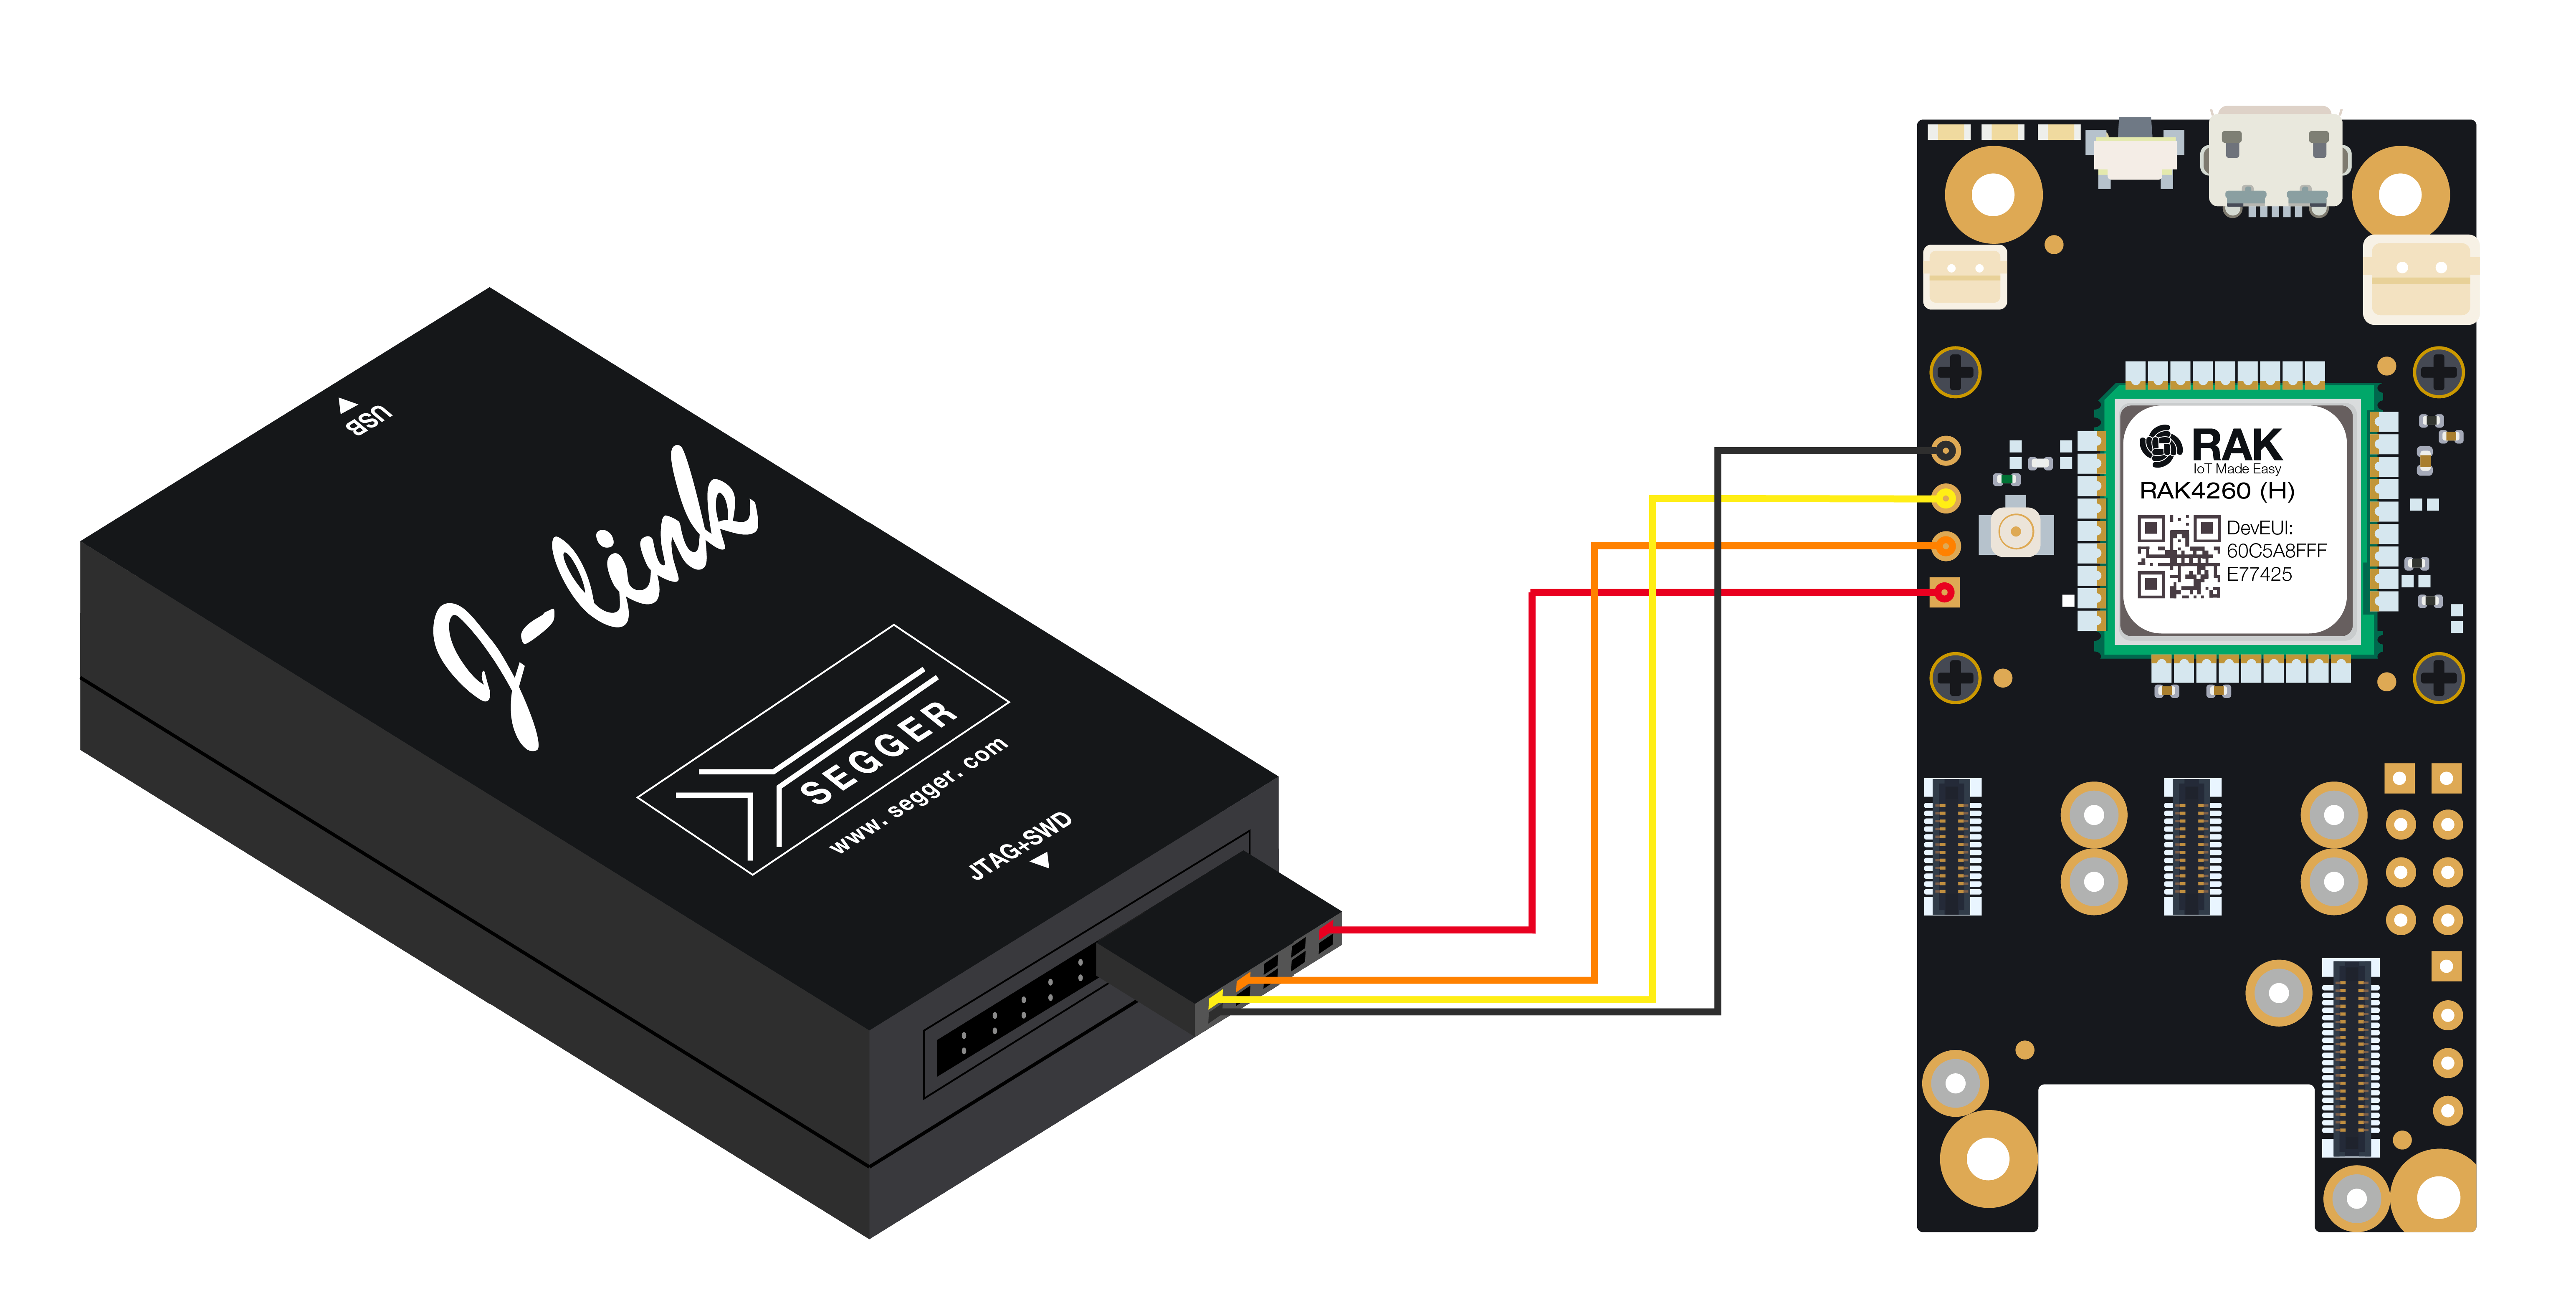 USB
J-link
SEGGER
www.segger.com
JTAG+SWD
RAK
IoT Made Easy
RAK4260 (H)
DevEUI:
60C5A8FFF
E77425